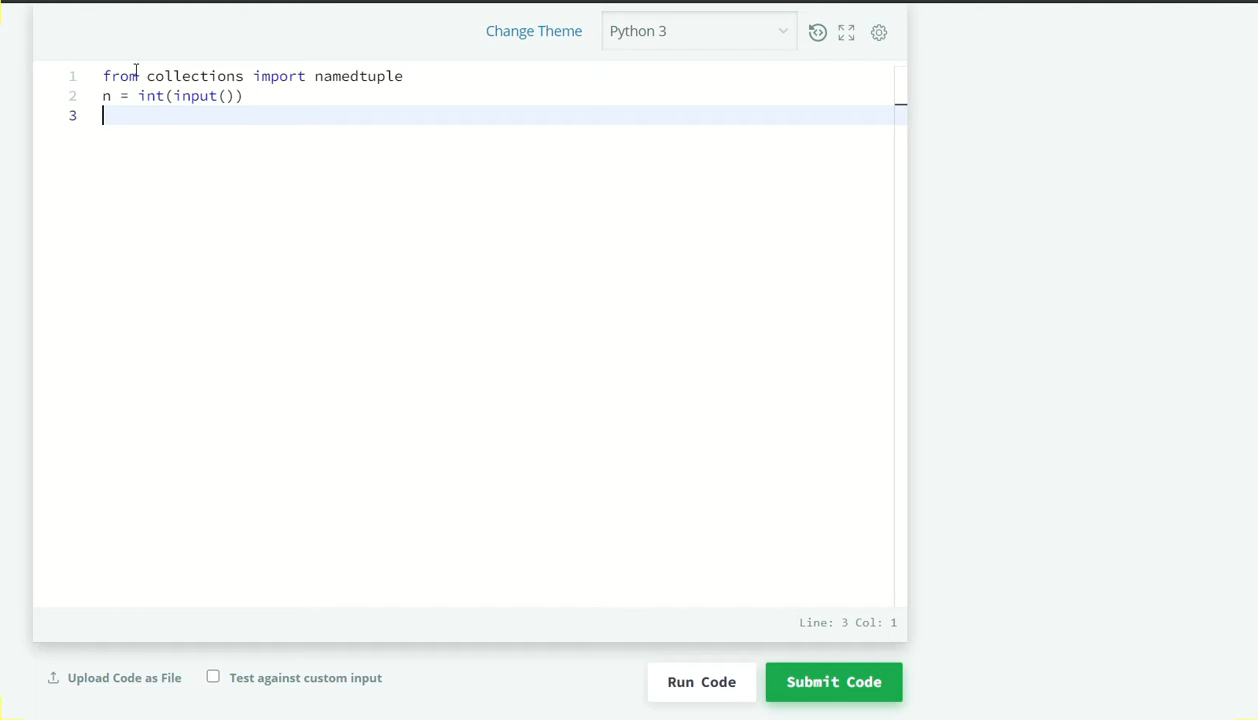 Change Theme Python 3
1 from collections import namedtuple
2 n = int(input())
3
Line: 3 Col: 1
Upload Code as File Test against custom input Run Code Submit Code